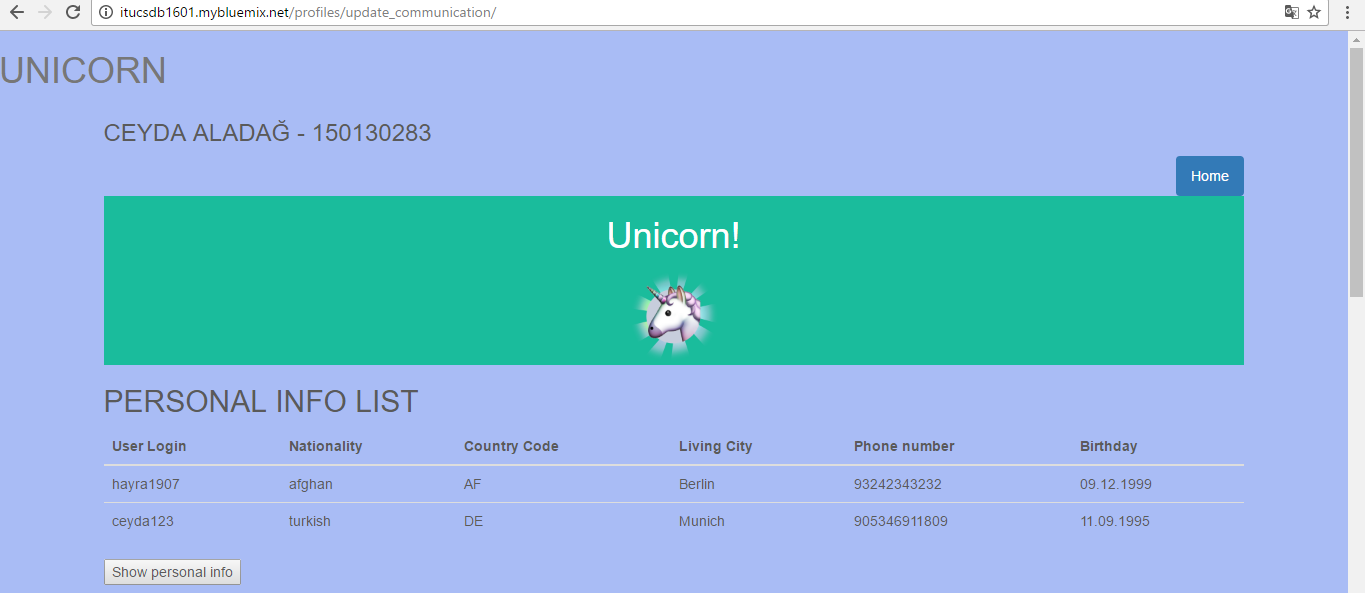 itucsdb1601.mybluemix.net/profiles/update_communication/
UNICORN
CEYDA ALADAĞ - 150130283
Home
Unicorn!
PERSONAL INFO LIST
User Login Nationality Country Code Living City Phone number Birthday
hayra1907 afghan AF Berlin 93242343232 09.12.1999
ceyda123 turkish DE Munich 905346911809 11.09.1995
Show personal info